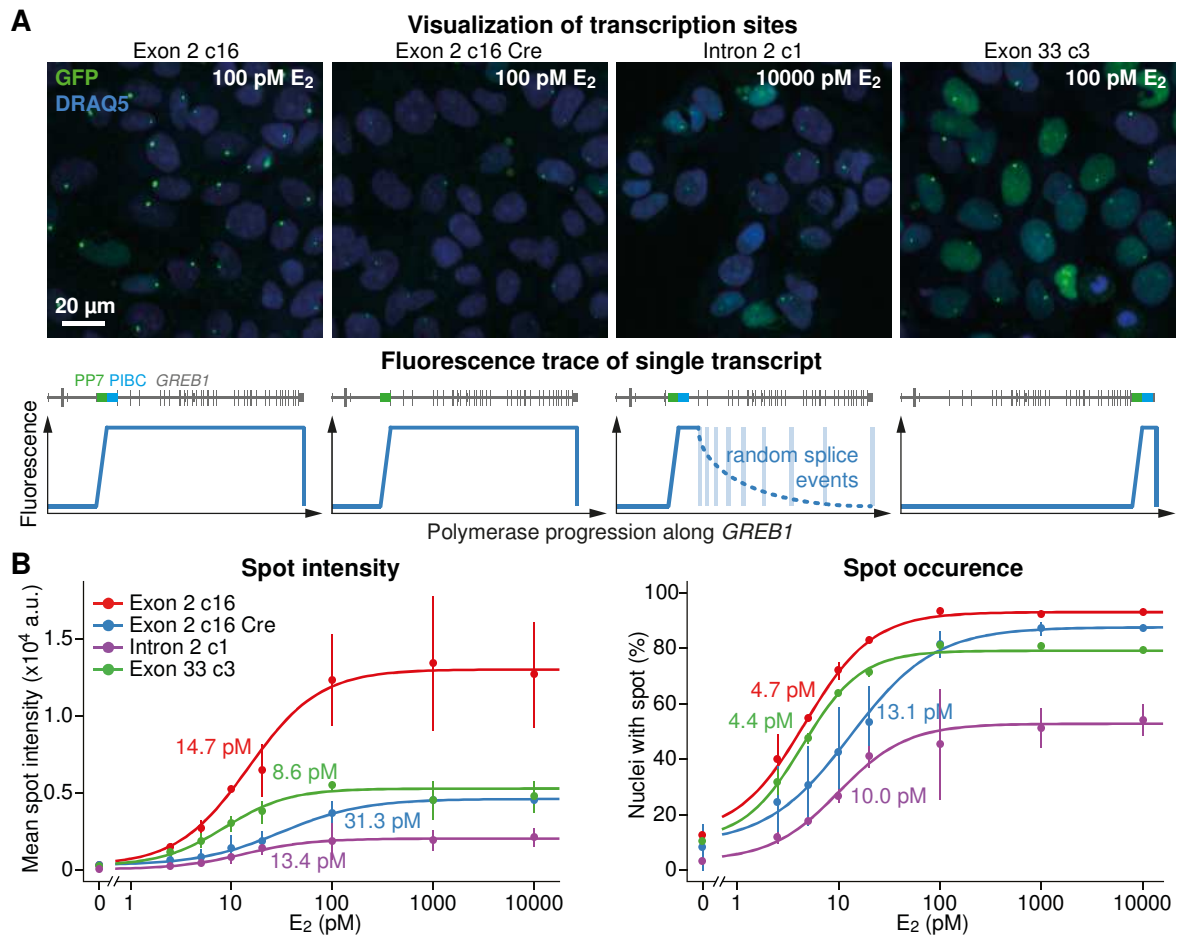 A
Visualization of transcription sites
Exon 2 c16
Exon 2 c16 Cre
Intron 2 c1
Exon 33 c3
GFP
DRAQ5
100 pM E₂
100 pM E₂
10000 pM E₂
100 pM E₂
20 µm
Fluorescence trace of single transcript
PP7 PIBC GREB1
Fluorescence
random splice
events
Polymerase progression along GREB1
B
Spot intensity
Mean spot intensity (x10⁴ a.u.)
Exon 2 c16
Exon 2 c16 Cre
Intron 2 c1
Exon 33 c3
1.5
1.0
0.5
0
14.7 pM
8.6 pM
31.3 pM
13.4 pM
0 1 10 100 1000 10000
E₂ (pM)
Spot occurence
Nuclei with spot (%)
100
80
60
40
20
0
4.7 pM
4.4 pM
13.1 pM
10.0 pM
0 1 10 100 1000 10000
E₂ (pM)